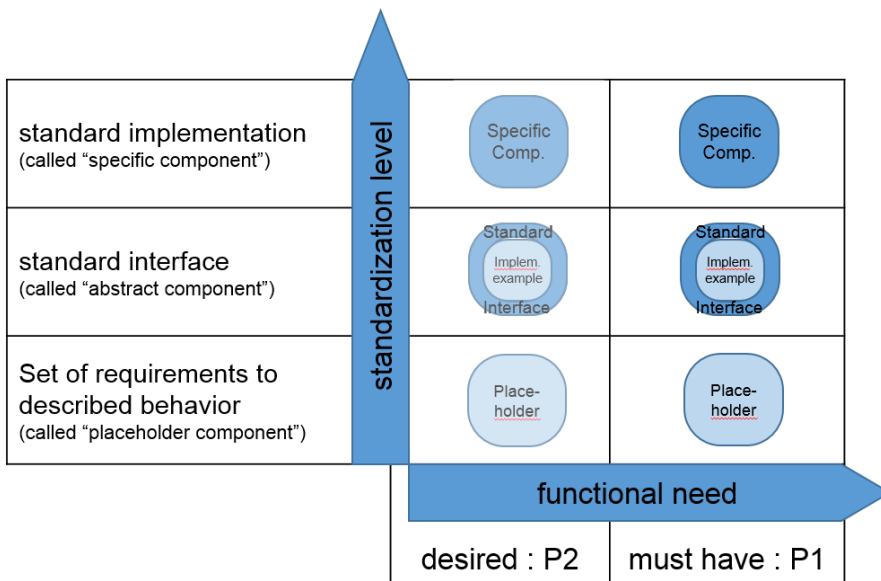 standard implementation
(called “specific component”)
Specific
Comp.
Specific
Comp.
standardization level
standard interface
(called “abstract component”)
Standard
Implem.
example
Interface
Standard
Implem.
example
Interface
Set of requirements to
described behavior
(called “placeholder component”)
Place-
holder
Place-
holder
functional need
desired : P2
must have : P1